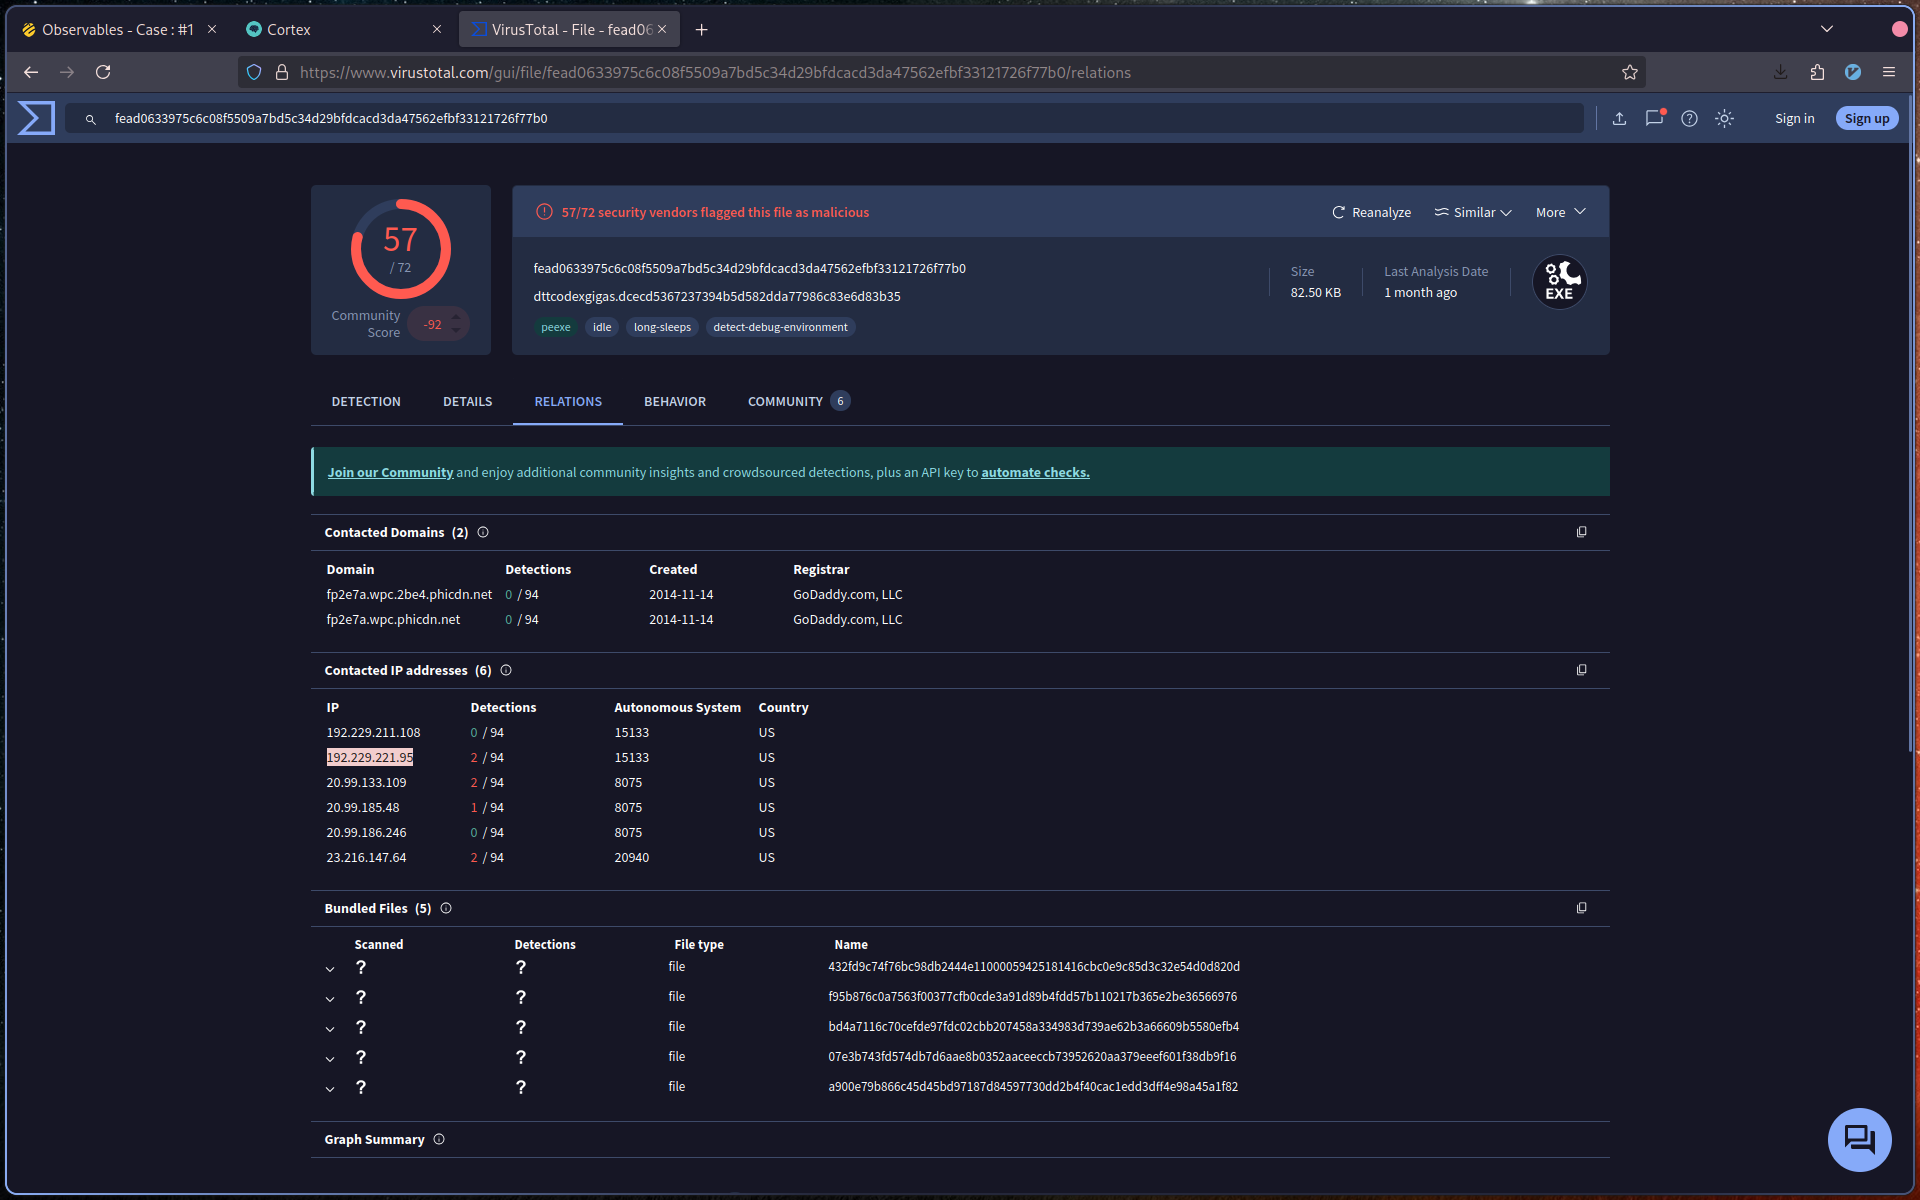 Observables - Case : #1
Cortex
VirusTotal - File - fead06
https://www.virustotal.com/gui/file/fead0633975c6c08f5509a7bd5c34d29bfdcacd3da47562efbf33121726f77b0/relations
fead0633975c6c08f5509a7bd5c34d29bfdcacd3da47562efbf33121726f77b0
Sign in
Sign up
57
/ 72
Community
Score
-92
57/72 security vendors flagged this file as malicious
Reanalyze
Similar
More
fead0633975c6c08f5509a7bd5c34d29bfdcacd3da47562efbf33121726f77b0
dttcodexgigas.dcecd5367237394b5d582dda77986c83e6d83b35
peexe
idle
long-sleeps
detect-debug-environment
Size
82.50 KB
Last Analysis Date
1 month ago
EXE
DETECTION
DETAILS
RELATIONS
BEHAVIOR
COMMUNITY 6
Join our Community and enjoy additional community insights and crowdsourced detections, plus an API key to automate checks.
Contacted Domains (2)
Domain Detections Created Registrar
fp2e7a.wpc.2be4.phicdn.net 0 / 94 2014-11-14 GoDaddy.com, LLC
fp2e7a.wpc.phicdn.net 0 / 94 2014-11-14 GoDaddy.com, LLC
Contacted IP addresses (6)
IP Detections Autonomous System Country
192.229.211.108 0 / 94 15133 US
192.229.221.95 2 / 94 15133 US
20.99.133.109 2 / 94 8075 US
20.99.185.48 1 / 94 8075 US
20.99.186.246 0 / 94 8075 US
23.216.147.64 2 / 94 20940 US
Bundled Files (5)
Scanned Detections File type Name
? ? file 432fd9c74f76bc98db2444e11000059425181416cbc0e9c85d3c32e54d0d820d
? ? file f95b876c0a7563f00377cfb0cde3a91d89b4fdd57b110217b365e2be36566976
? ? file bd4a7116c70cefde97fdc02cbb207458a334983d739ae62b3a66609b5580efb4
? ? file 07e3b743fd574db7d6aae8b0352aaceeccb73952620aa379eeef601f38db9f16
? ? file a900e79b866c45d45bd97187d84597730dd2b4f40cac1edd3dff4e98a45a1f82
Graph Summary